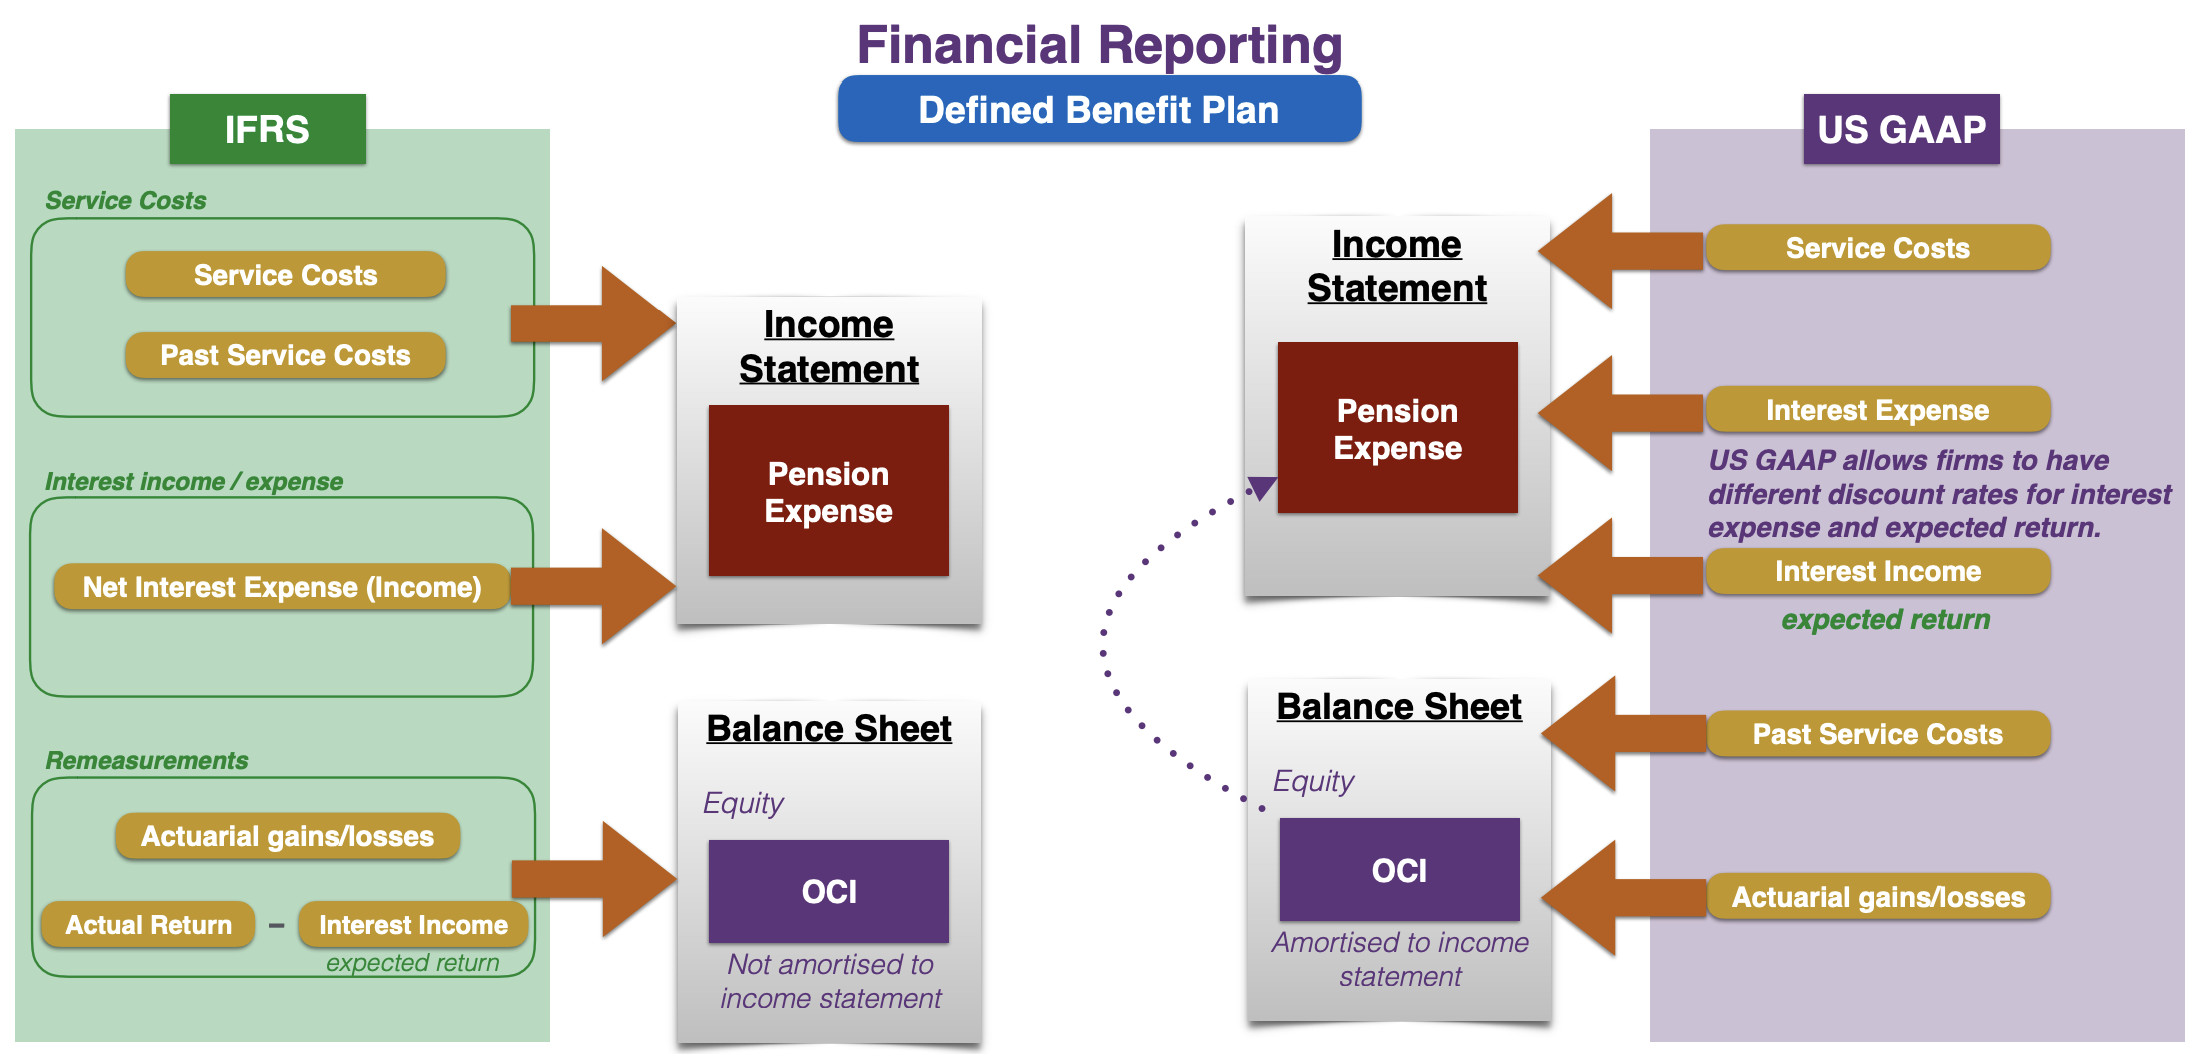 Financial Reporting
Defined Benefit Plan
IFRS
Service Costs
Service Costs
Past Service Costs
Interest income / expense
Net Interest Expense (Income)
Remeasurements
Actuarial gains/losses
Actual Return – Interest Income
expected return
Income
Statement
Pension
Expense
Balance Sheet
Equity
OCI
Not amortised to
income statement
Income
Statement
Pension
Expense
Balance Sheet
Equity
OCI
Amortised to income
statement
US GAAP
Service Costs
Interest Expense
US GAAP allows firms to have
different discount rates for interest
expense and expected return.
Interest Income
expected return
Past Service Costs
Actuarial gains/losses